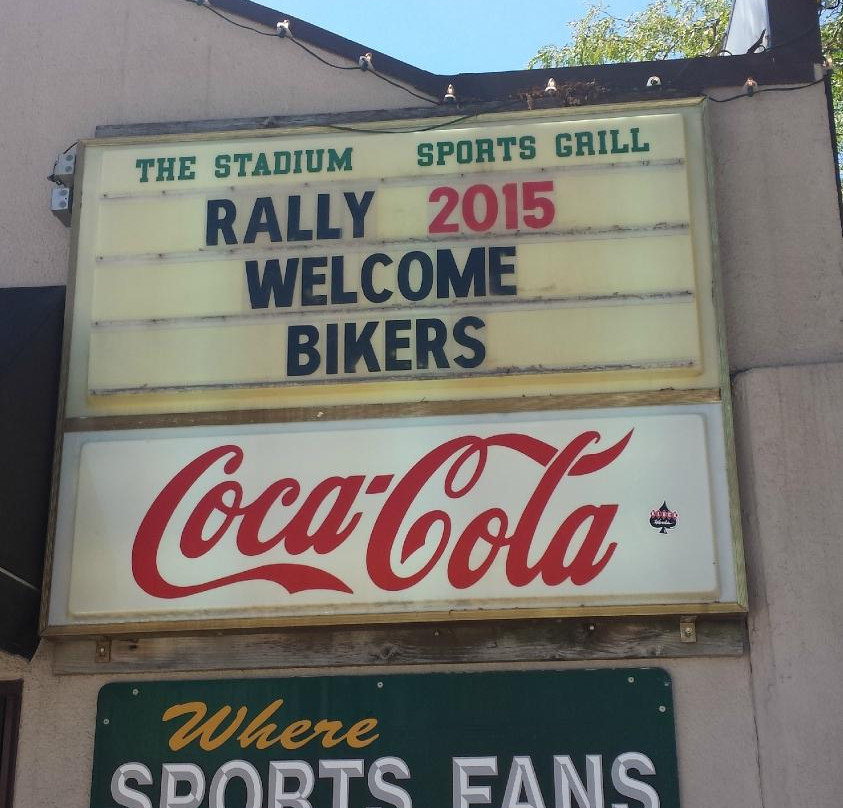 THE STADIUM SPORTS GRILL
RALLY 2015
WELCOME
BIKERS
Coca-Cola
Where
SPORTS FANS